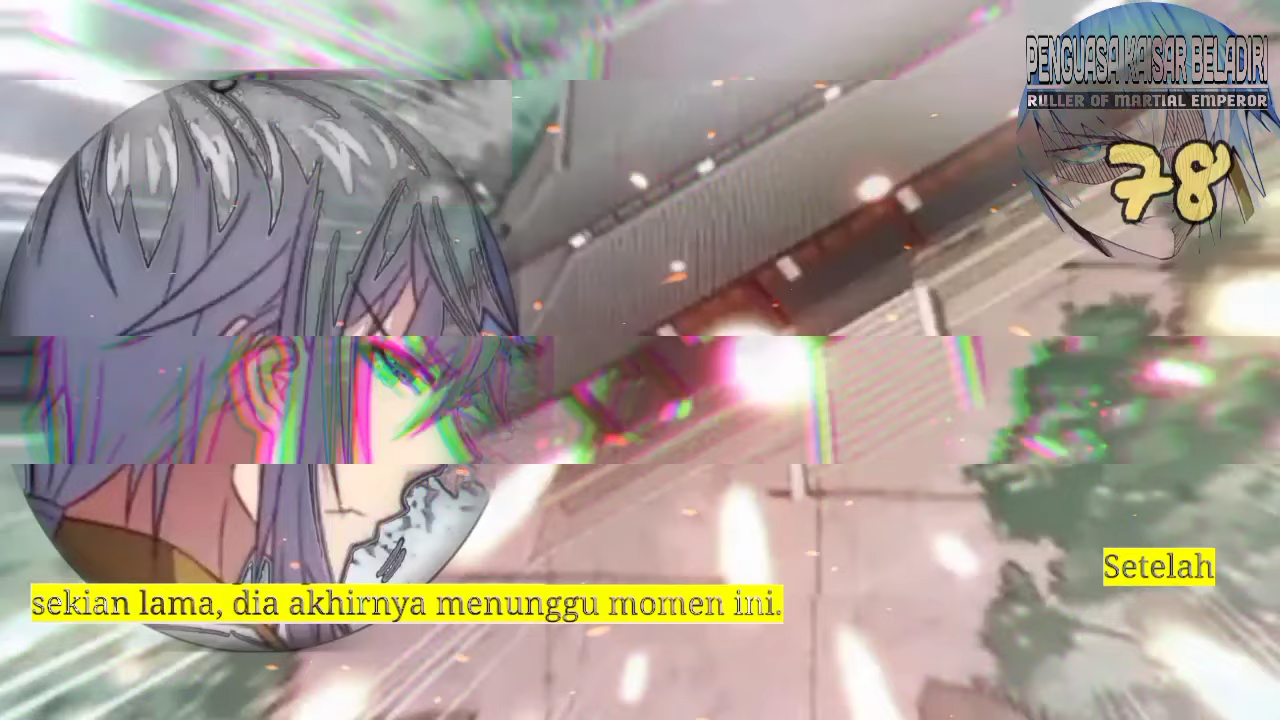 PENGUASA KAISAR BELADIRI
RULLER OF MARTIAL EMPEROR
78
Setelah
sekian lama, dia akhirnya menunggu momen ini.